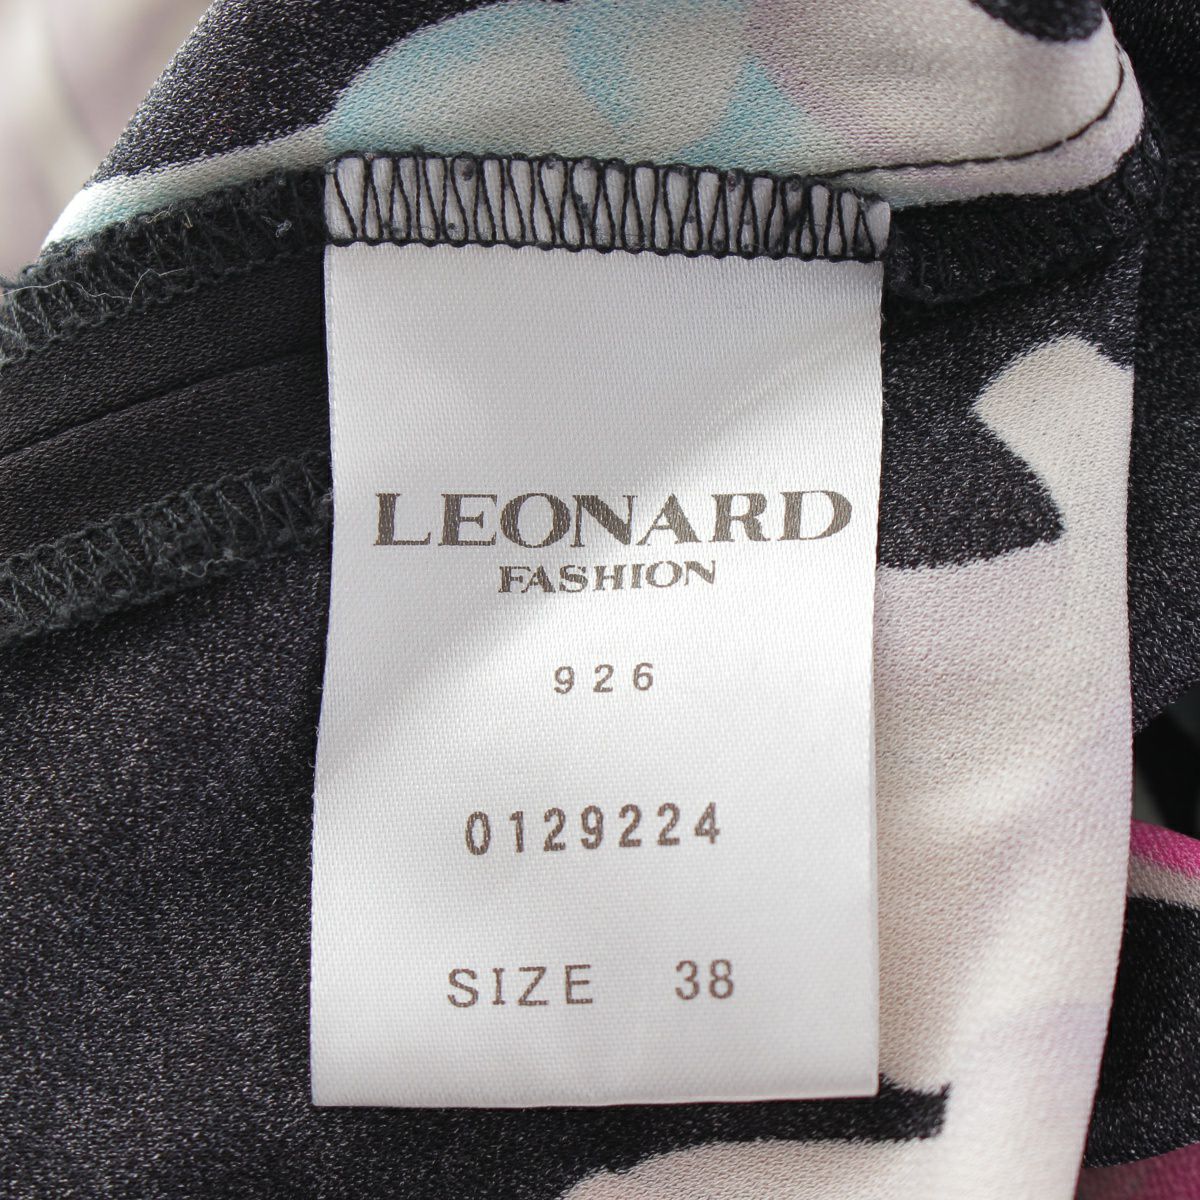 LEONARD
FASHION
926
0129224
SIZE 38